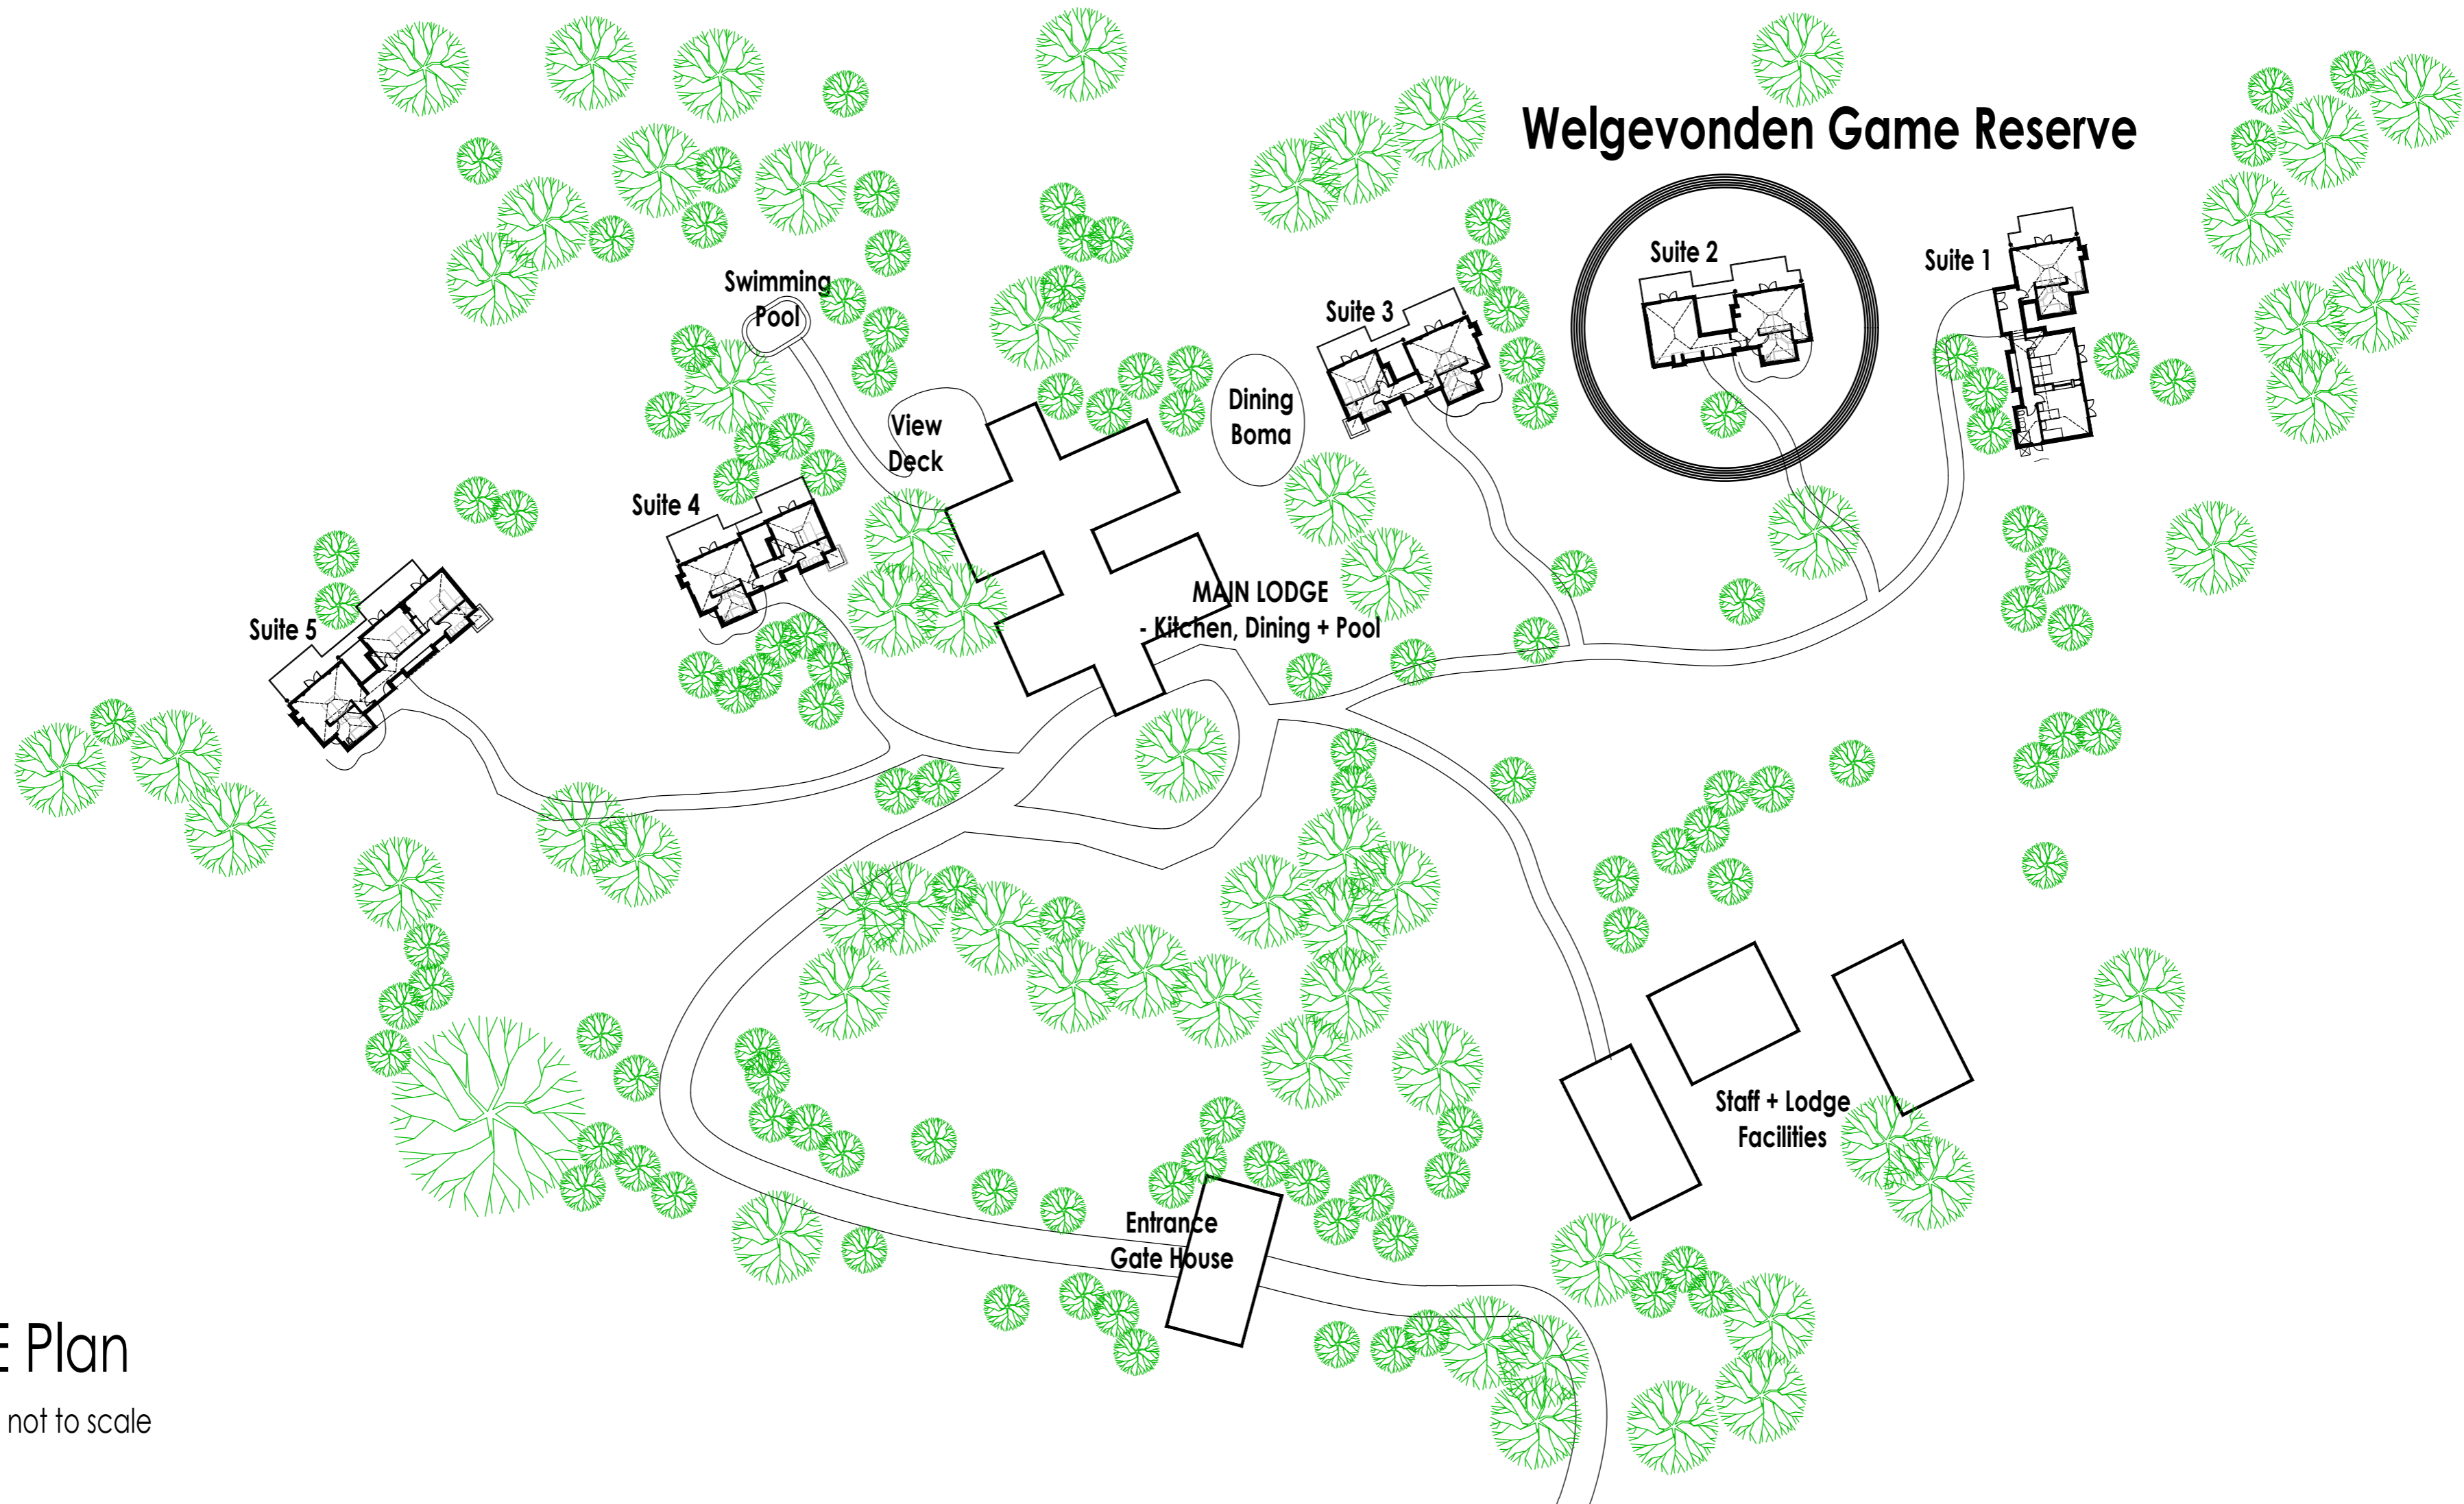 Welgevonden Game Reserve
Suite 2
Suite 1
Swimming
Pool
Suite 3
Dining
Boma
View
Deck
Suite 4
MAIN LODGE
- Kitchen, Dining + Pool
Suite 5
Staff + Lodge
Facilities
Entrance
Gate House
E Plan
not to scale